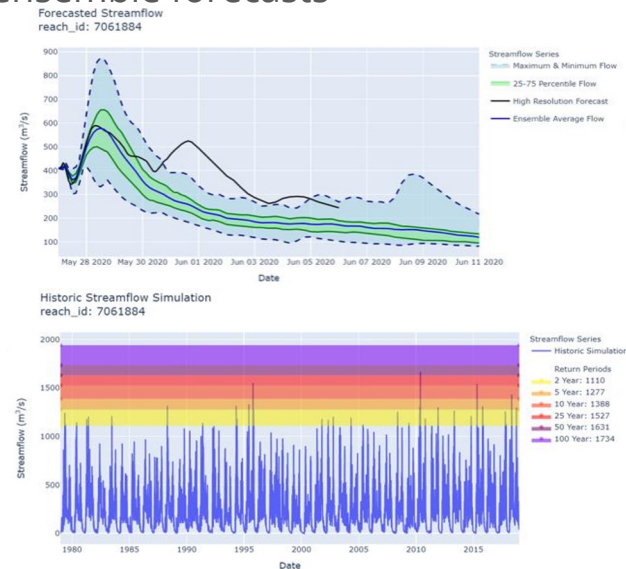 ensemble forecasts
Forecasted Streamflow
reach_id: 7061884
Streamflow (m³/s)
900
800
700
600
500
400
300
200
100
May 28 2020 May 30 2020 Jun 01 2020 Jun 03 2020 Jun 05 2020 Jun 07 2020 Jun 09 2020 Jun 11 2020
Date
Streamflow Series
Maximum & Minimum Flow
25-75 Percentile Flow
High Resolution Forecast
Ensemble Average Flow
Historic Streamflow Simulation
reach_id: 7061884
Streamflow (m³/s)
2000
1500
1000
500
0
1980 1985 1990 1995 2000 2005 2010 2015
Date
Streamflow Series
Historic Simulation
Return Periods
2 Year: 1110
5 Year: 1277
10 Year: 1388
25 Year: 1527
50 Year: 1631
100 Year: 1734